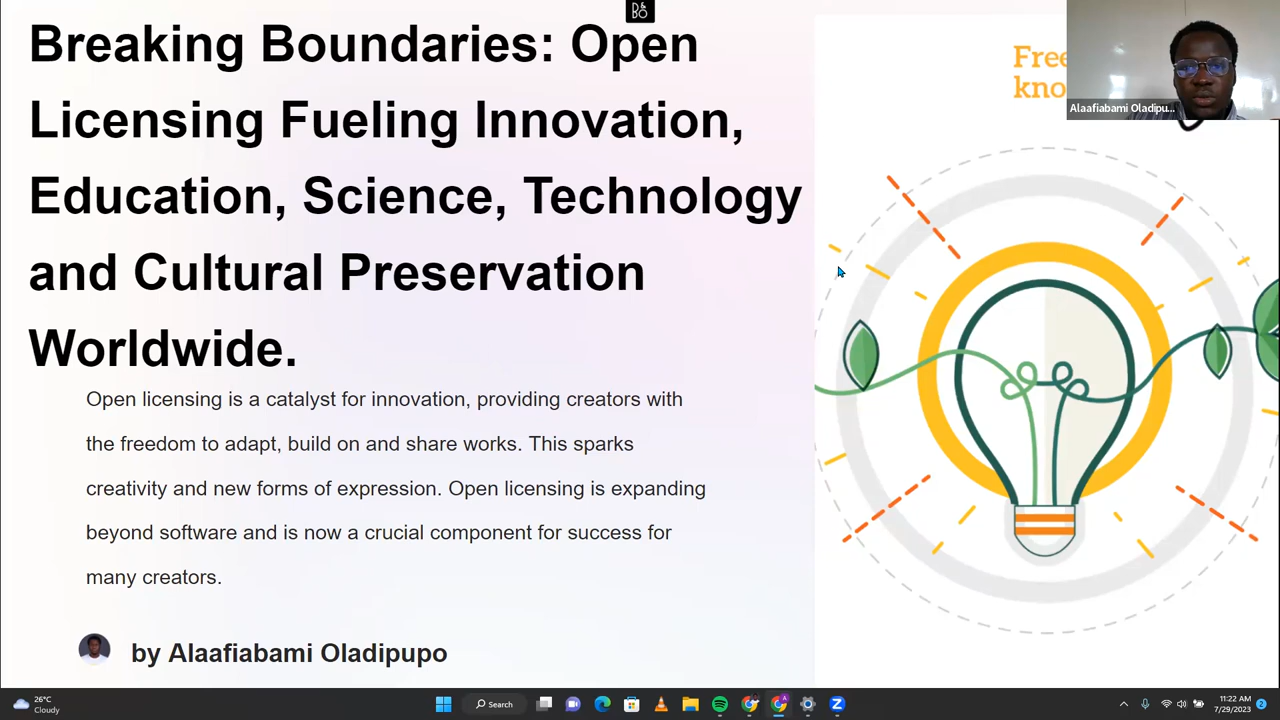 B&O
Breaking Boundaries: Open
Licensing Fueling Innovation,
Education, Science, Technology
and Cultural Preservation
Worldwide.
Open licensing is a catalyst for innovation, providing creators with
the freedom to adapt, build on and share works. This sparks
creativity and new forms of expression. Open licensing is expanding
beyond software and is now a crucial component for success for
many creators.
by Alaafiabami Oladipupo
Alaafiabami Oladipu...
26°C
Cloudy
Search
11:22 AM
7/29/2023
2